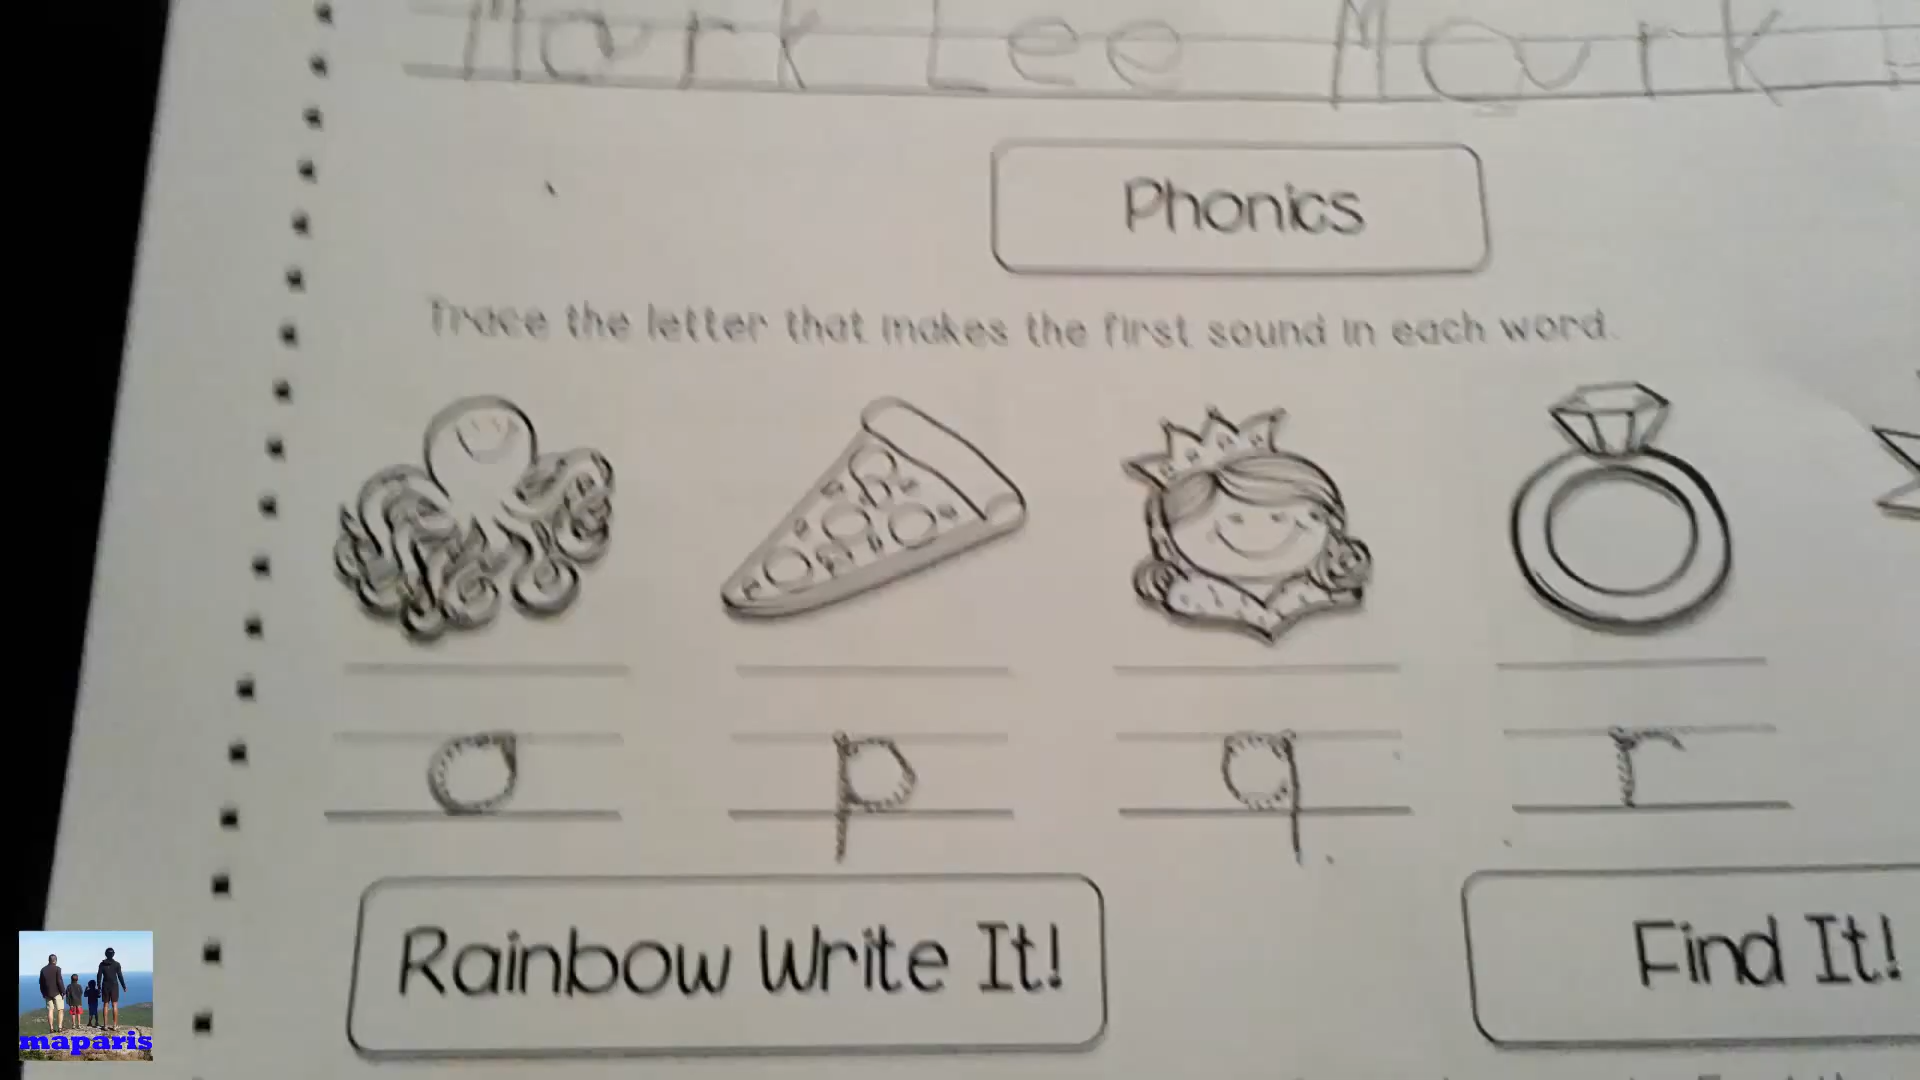 Mark Lee Mark
Phonics
Trace the letter that makes the first sound in each word.
o p q r
Rainbow Write It!
Find It!
maparis